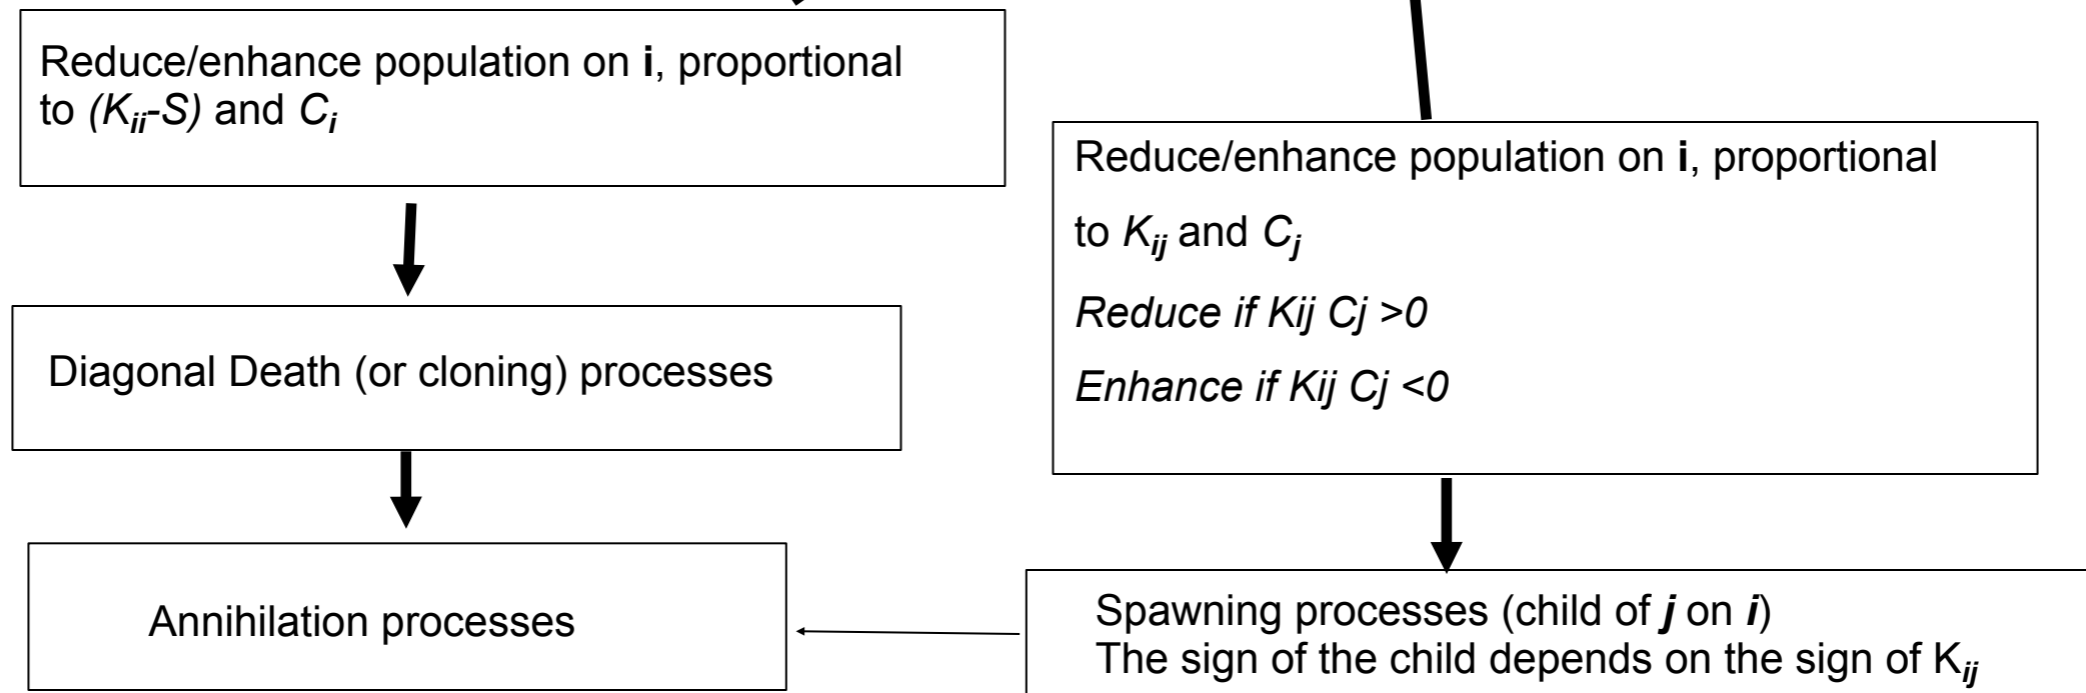 Reduce/enhance population on i, proportional
to (Kii-S) and Ci
Reduce/enhance population on i, proportional
to Kij and Cj
Reduce if Kij Cj >0
Enhance if Kij Cj <0
Diagonal Death (or cloning) processes
Annihilation processes
Spawning processes (child of j on i)
The sign of the child depends on the sign of Kij